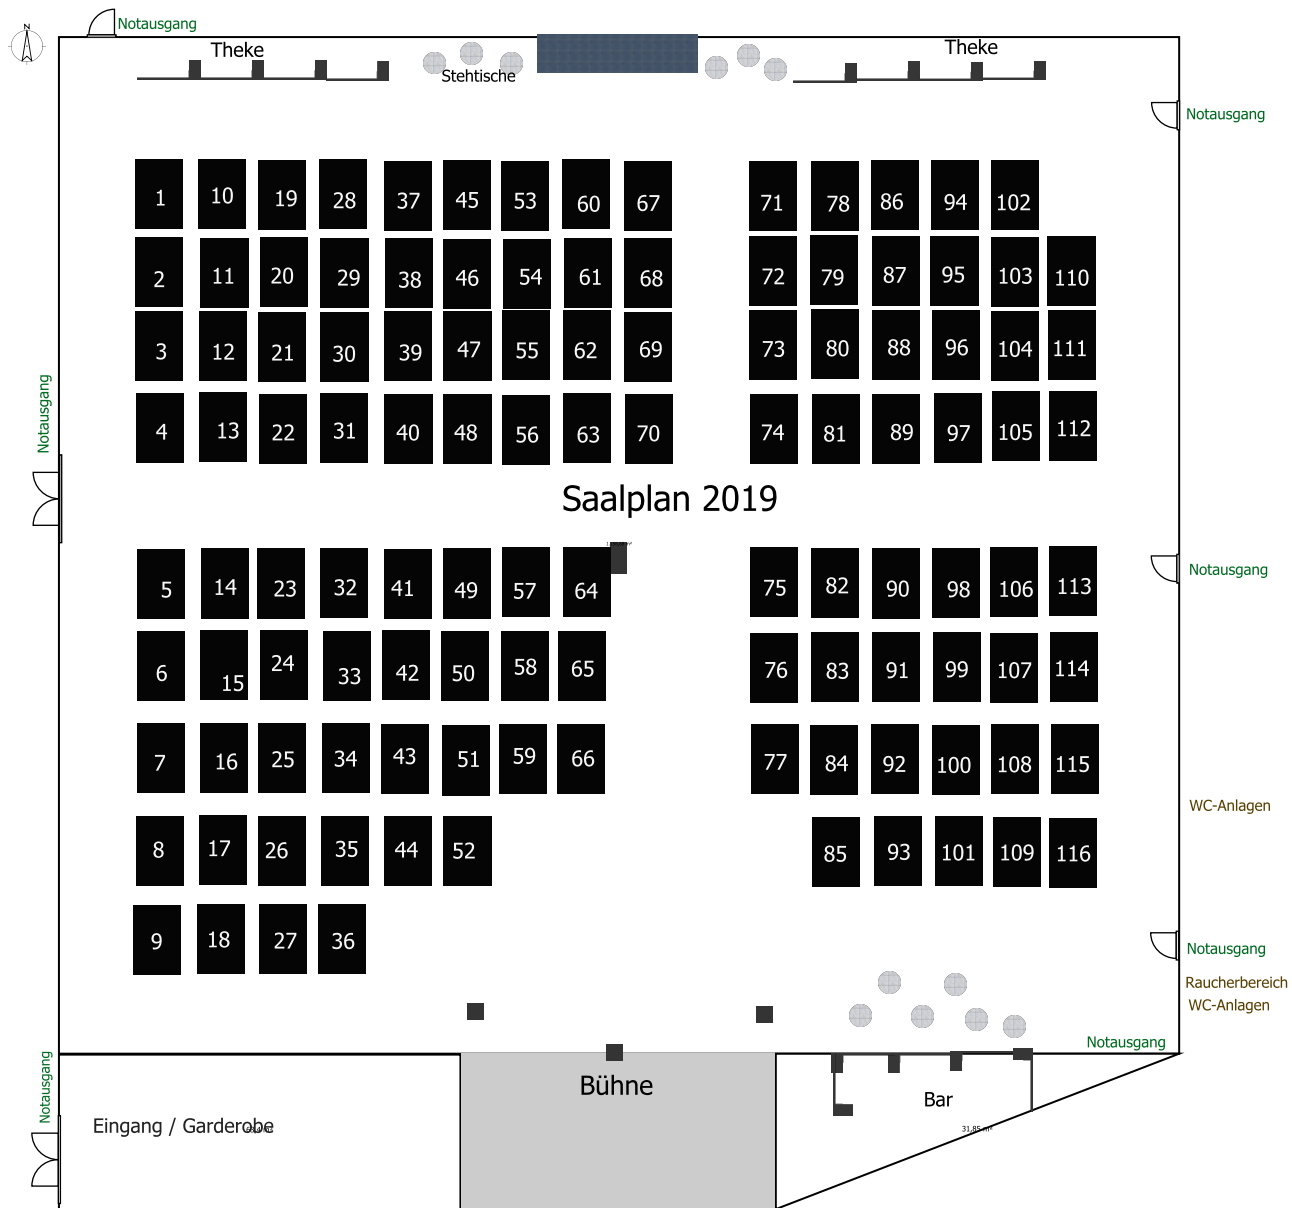 Notausgang
N
Theke
Theke
Stehtische
Notausgang
1 10 19 28 37 45 53 60 67 71 78 86 94 102
2 11 20 29 38 46 54 61 68 72 79 87 95 103 110
3 12 21 30 39 47 55 62 69 73 80 88 96 104 111
Notausgang
4 13 22 31 40 48 56 63 70 74 81 89 97 105 112
Saalplan 2019
5 14 23 32 41 49 57 64 75 82 90 98 106 113
Notausgang
6 15 24 33 42 50 58 65 76 83 91 99 107 114
7 16 25 34 43 51 59 66 77 84 92 100 108 115
WC-Anlagen
8 17 26 35 44 52 85 93 101 109 116
9 18 27 36
Notausgang
Raucherbereich
WC-Anlagen
Notausgang
Notausgang
Bühne
Bar
Eingang / Garderobe
31,85 m²